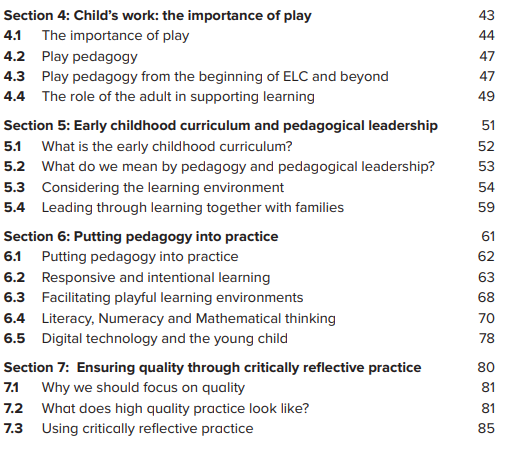 Section 4: Child's work: the importance of play 43
4.1 The importance of play 44
4.2 Play pedagogy 47
4.3 Play pedagogy from the beginning of ELC and beyond 47
4.4 The role of the adult in supporting learning 49
Section 5: Early childhood curriculum and pedagogical leadership 51
5.1 What is the early childhood curriculum? 52
5.2 What do we mean by pedagogy and pedagogical leadership? 53
5.3 Considering the learning environment 54
5.4 Leading through learning together with families 59
Section 6: Putting pedagogy into practice 61
6.1 Putting pedagogy into practice 62
6.2 Responsive and intentional learning 63
6.3 Facilitating playful learning environments 68
6.4 Literacy, Numeracy and Mathematical thinking 70
6.5 Digital technology and the young child 78
Section 7: Ensuring quality through critically reflective practice 80
7.1 Why we should focus on quality 81
7.2 What does high quality practice look like? 81
7.3 Using critically reflective practice 85